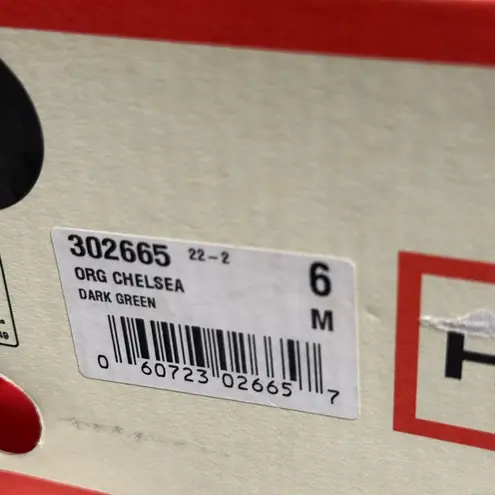 302665 22-2 6
ORG CHELSEA
DARK GREEN M
0 60723 02665 7